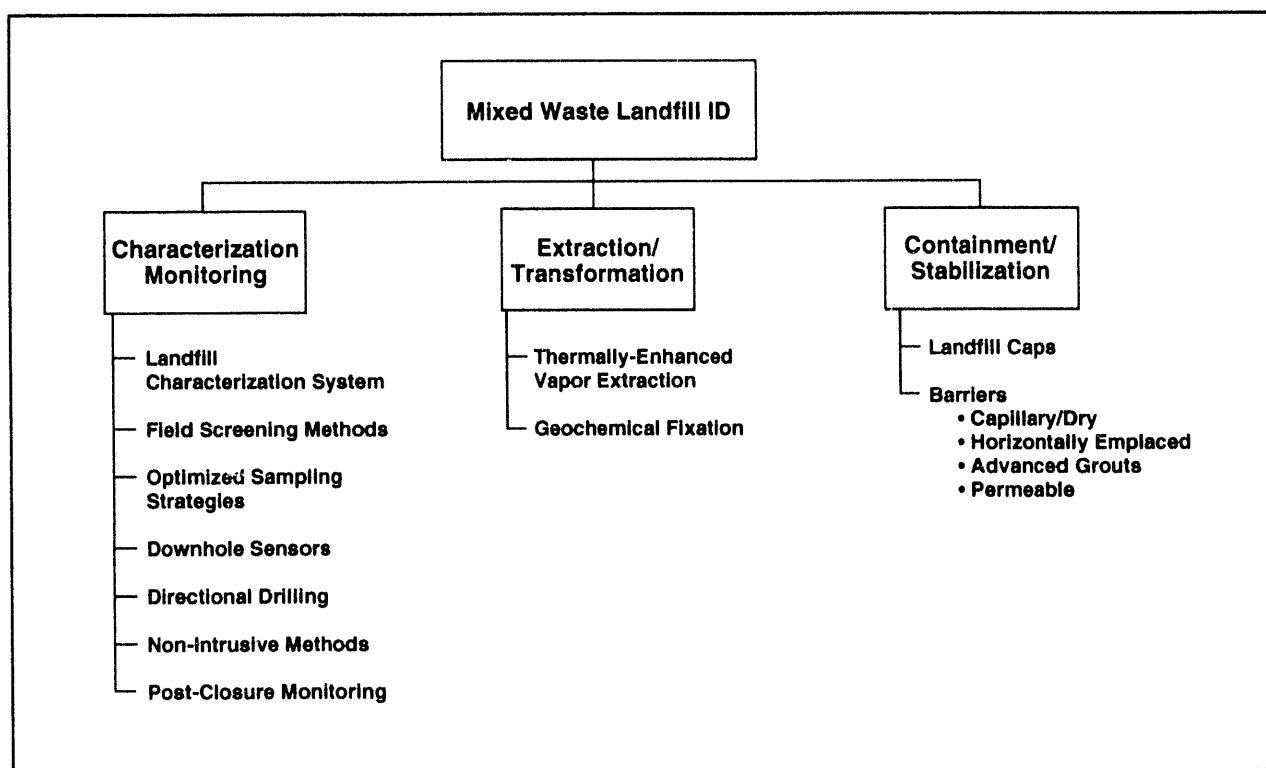 Mixed Waste Landfill ID
Characterization
Monitoring
Landfill
Characterization System
Field Screening Methods
Optimized Sampling
Strategies
Downhole Sensors
Directional Drilling
Non-Intrusive Methods
Post-Closure Monitoring
Extraction/
Transformation
Thermally-Enhanced
Vapor Extraction
Geochemical Fixation
Containment/
Stabilization
Landfill Caps
Barriers
• Capillary/Dry
• Horizontally Emplaced
• Advanced Grouts
• Permeable